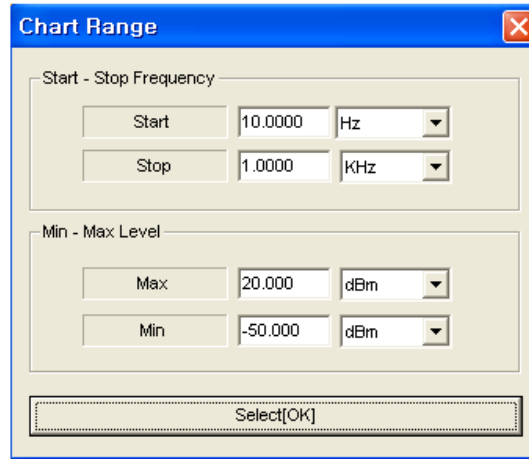 Chart Range
Start - Stop Frequency
Start 10.0000 Hz
Stop 1.0000 KHz
Min - Max Level
Max 20.000 dBm
Min -50.000 dBm
Select[OK]